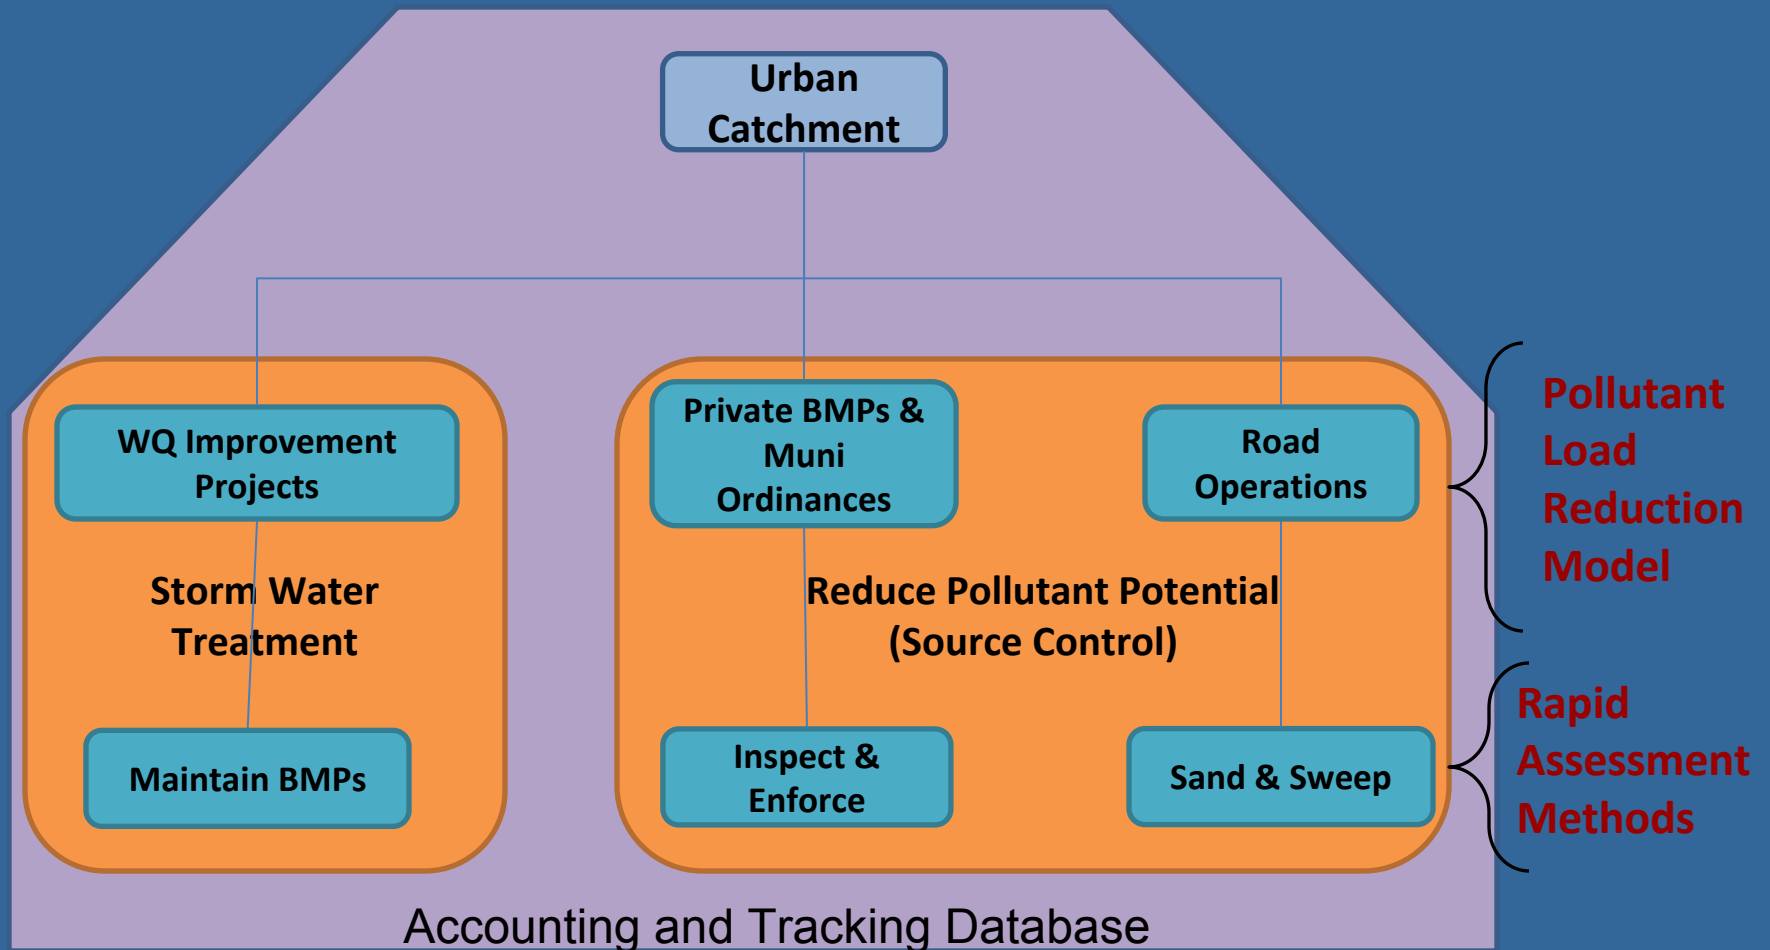 Urban
Catchment
WQ Improvement
Projects
Private BMPs &
Muni
Ordinances
Road
Operations
Pollutant
Load
Reduction
Model
Storm Water
Treatment
Reduce Pollutant Potential
(Source Control)
Maintain BMPs
Inspect &
Enforce
Sand & Sweep
Rapid
Assessment
Methods
Accounting and Tracking Database